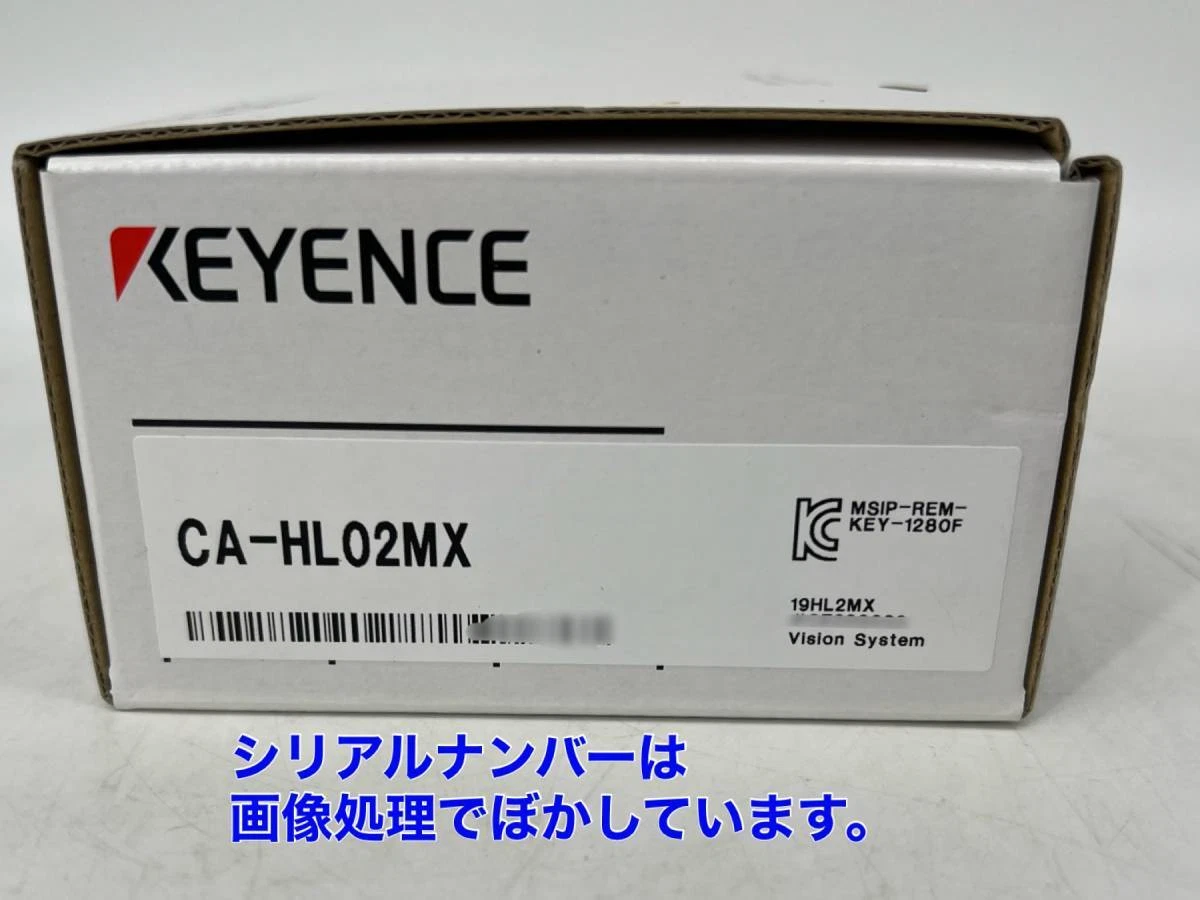 KEYENCE
CA-HL02MX
MSIP-REM-
KEY-1280F
19HL2MX
Vision System
シリアルナンバーは
画像処理でぼかしています。